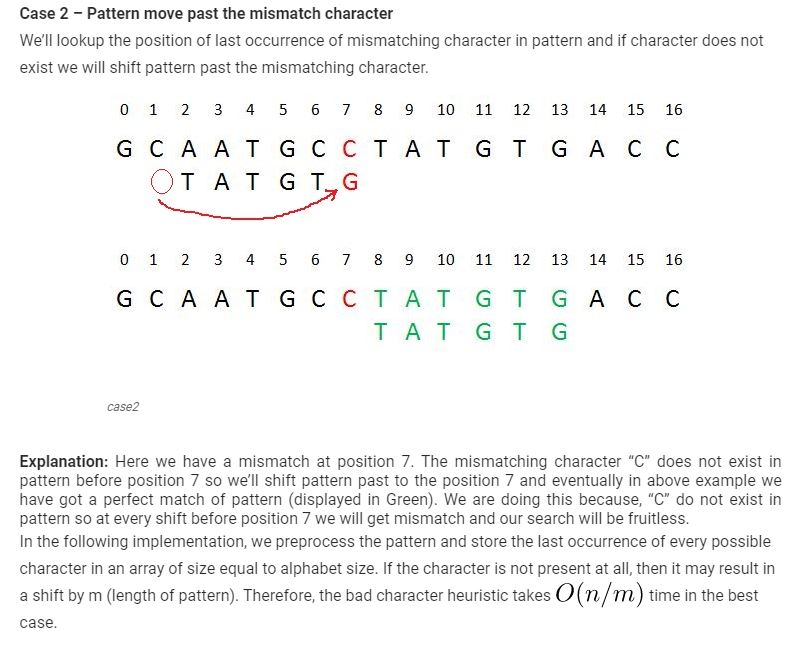 Case 2 – Pattern move past the mismatch character
We’ll lookup the position of last occurrence of mismatching character in pattern and if character does not
exist we will shift pattern past the mismatching character.
0 1 2 3 4 5 6 7 8 9 10 11 12 13 14 15 16
G C A A T G C C T A T G T G A C C
T A T G T G
0 1 2 3 4 5 6 7 8 9 10 11 12 13 14 15 16
G C A A T G C C T A T G T G A C C
T A T G T G
case2
Explanation: Here we have a mismatch at position 7. The mismatching character “C” does not exist in
pattern before position 7 so we’ll shift pattern past to the position 7 and eventually in above example we
have got a perfect match of pattern (displayed in Green). We are doing this because, “C” do not exist in
pattern so at every shift before position 7 we will get mismatch and our search will be fruitless.
In the following implementation, we preprocess the pattern and store the last occurrence of every possible
character in an array of size equal to alphabet size. If the character is not present at all, then it may result in
a shift by m (length of pattern). Therefore, the bad character heuristic takes O(n/m) time in the best
case.